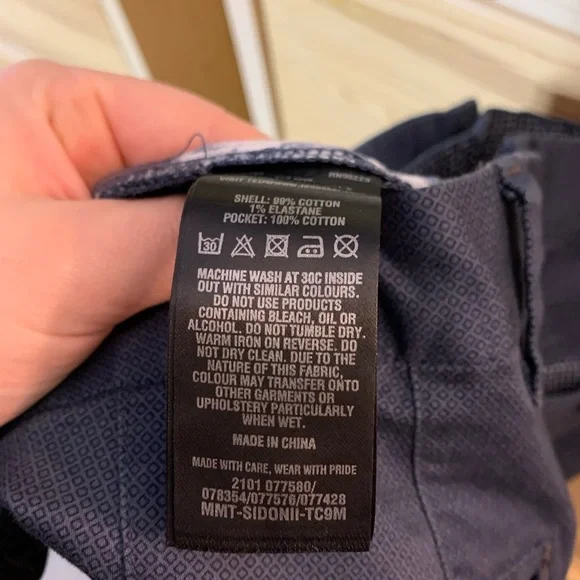 SHELL: 99% COTTON
1% ELASTANE
POCKET: 100% COTTON
30
MACHINE WASH AT 30C INSIDE
OUT WITH SIMILAR COLOURS.
DO NOT USE PRODUCTS
CONTAINING BLEACH, OIL OR
ALCOHOL. DO NOT TUMBLE DRY.
WARM IRON ON REVERSE. DO
NOT DRY CLEAN. DUE TO THE
NATURE OF THIS FABRIC,
COLOUR MAY TRANSFER ONTO
OTHER GARMENTS OR
UPHOLSTERY PARTICULARLY
WHEN WET.
MADE IN CHINA
MADE WITH CARE, WEAR WITH PRIDE
2101 077580/
078354/077576/077428
MMT-SIDONII-TC9M